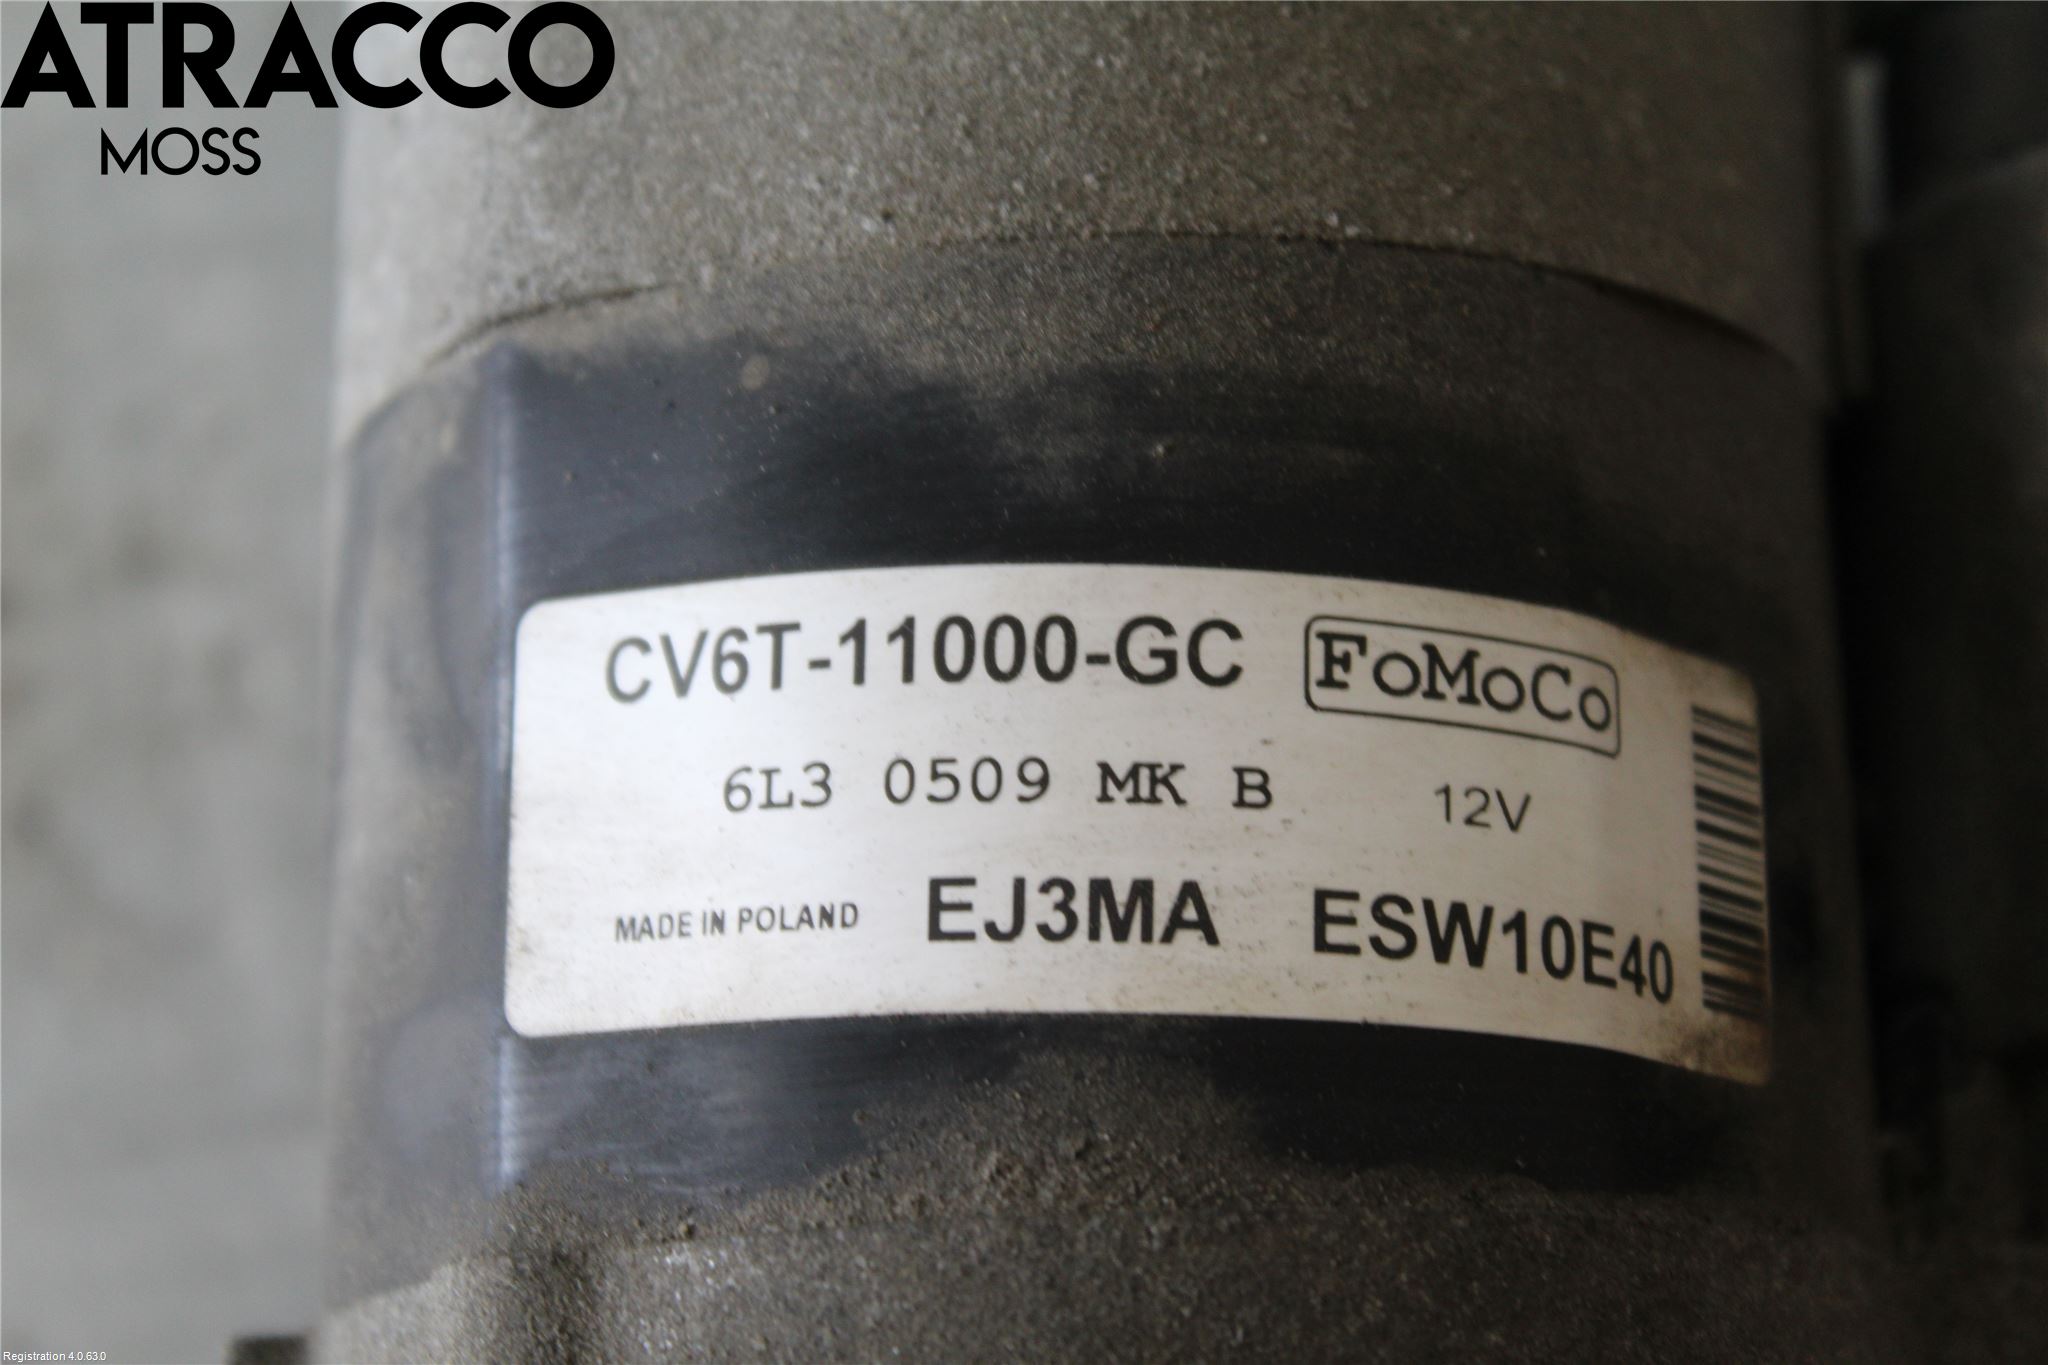 ATRACCO
MOSS
CV6T-11000-GC FoMoCo
6L3 0509 MK B 12V
MADE IN POLAND EJ3MA ESW10E40
Registration 4.0.63.0